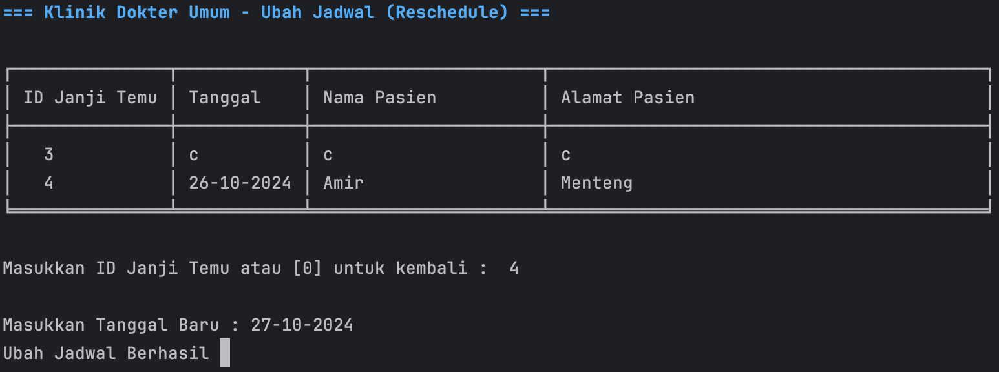 === Klinik Dokter Umum - Ubah Jadwal (Reschedule) ===
ID Janji Temu Tanggal Nama Pasien Alamat Pasien
3 c c c
4 26-10-2024 Amir Menteng
Masukkan ID Janji Temu atau [0] untuk kembali :  4
Masukkan Tanggal Baru : 27-10-2024
Ubah Jadwal Berhasil